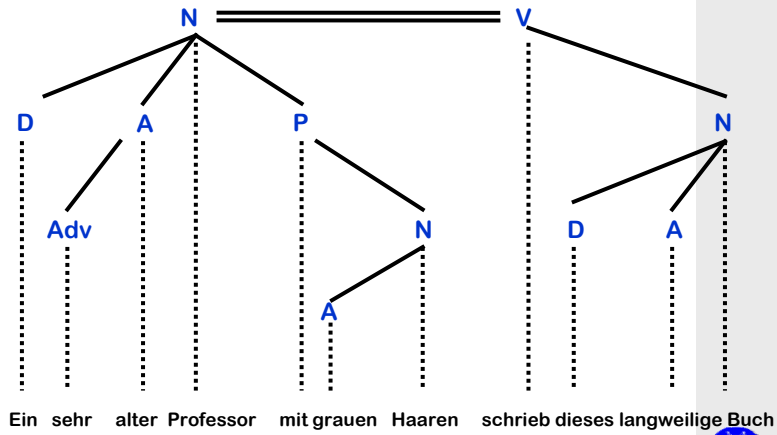 N V
D A P N
Adv N D A
A
Ein sehr alter Professor mit grauen Haaren schrieb dieses langweilige Buch